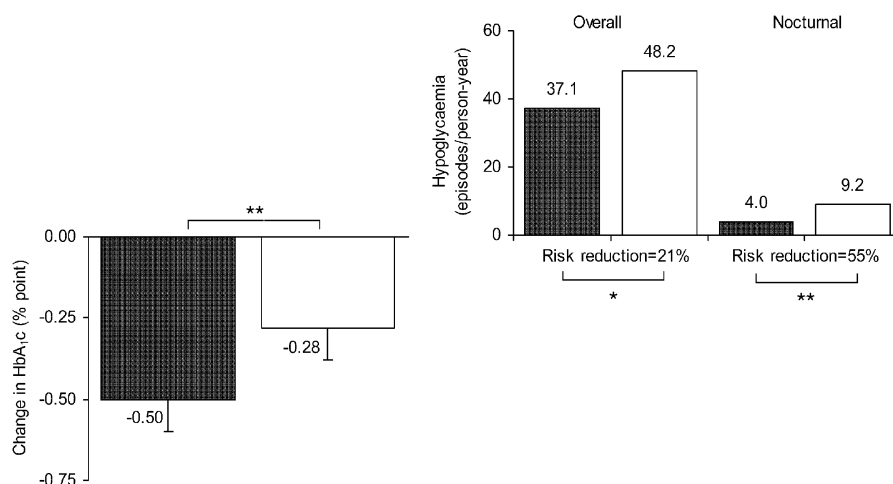 Change in HbA1c (% point)
0.00
-0.25
-0.50
-0.75
**
-0.50
-0.28
Hypoglycaemia
(episodes/person-year)
60
40
20
0
Overall
Nocturnal
37.1
48.2
4.0
9.2
Risk reduction=21%
Risk reduction=55%
*
**